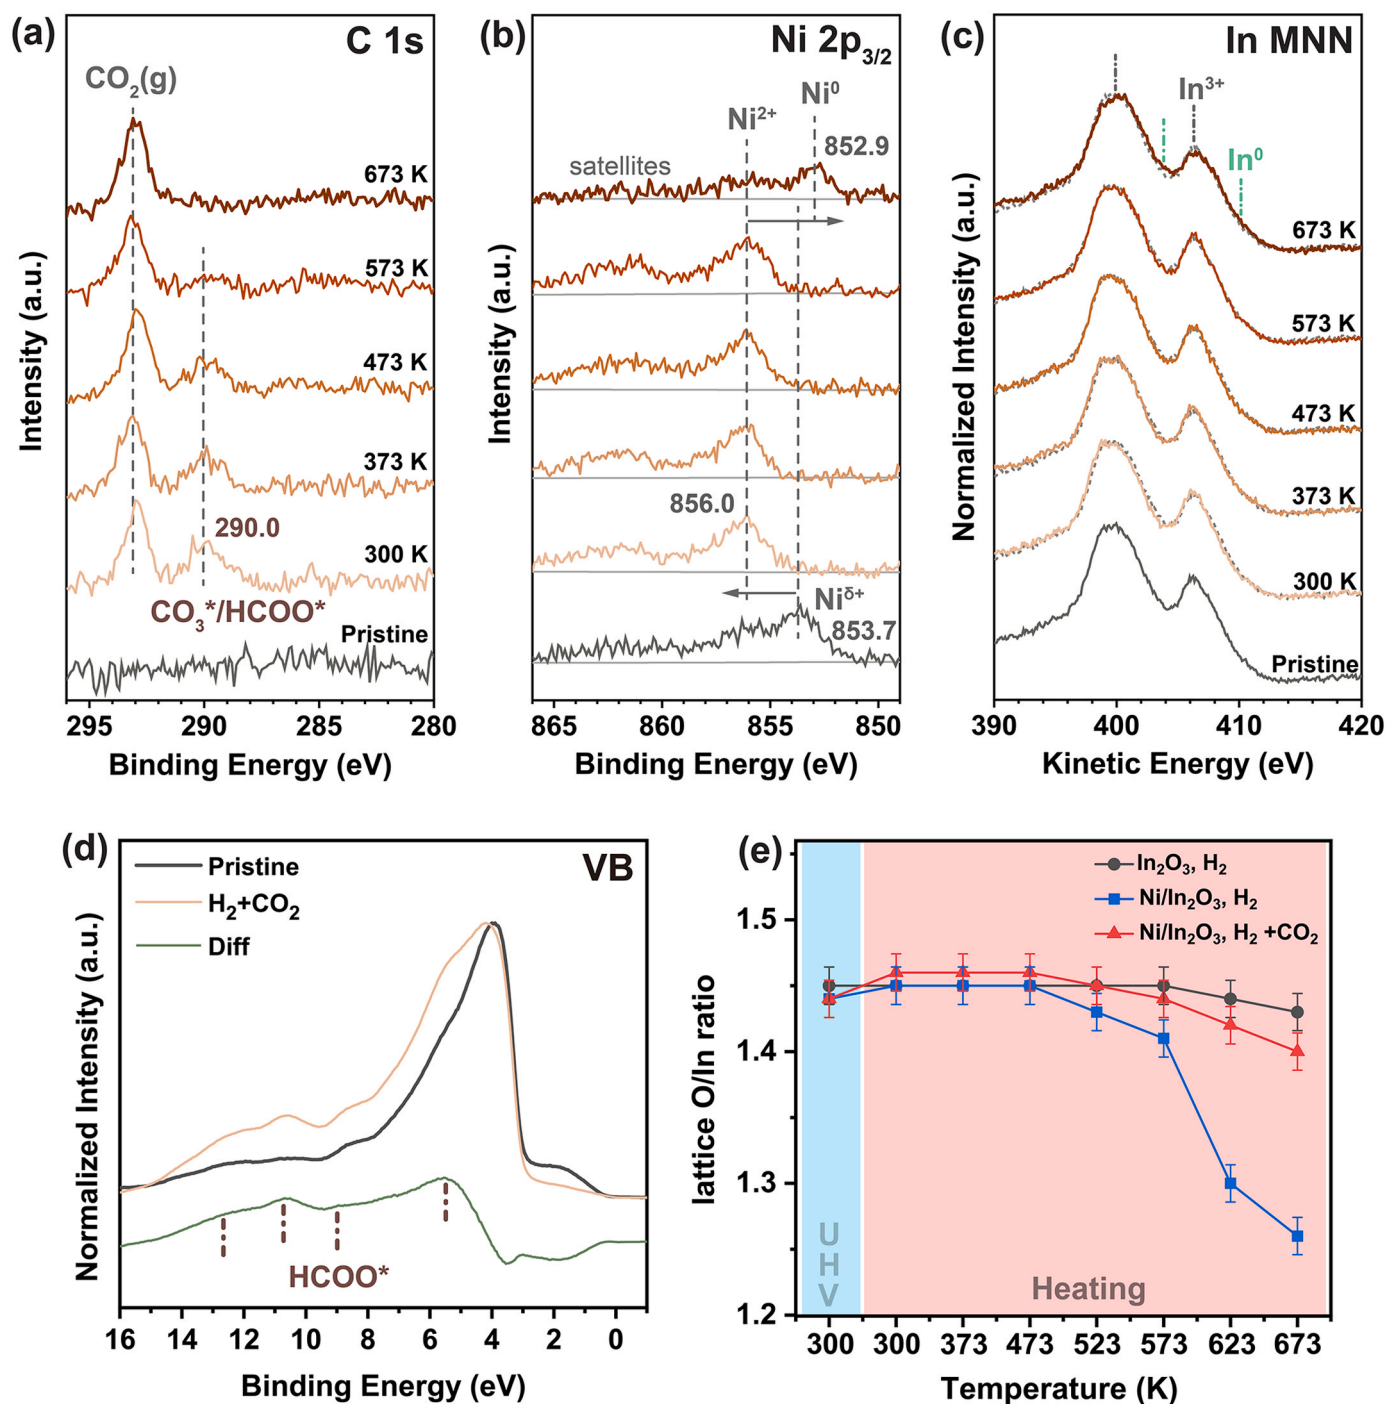 (a)
C 1s
CO2(g)
673 K
573 K
473 K
373 K
290.0
300 K
CO3*/HCOO*
Pristine
295
290
285
280
Binding Energy (eV)
Intensity (a.u.)
(b)
Ni 2p3/2
Ni0
Ni2+
852.9
satellites
856.0
Niδ+
853.7
865
860
855
850
Binding Energy (eV)
Intensity (a.u.)
(c)
In MNN
In3+
In0
673 K
573 K
473 K
373 K
300 K
Pristine
390
400
410
420
Kinetic Energy (eV)
Normalized Intensity (a.u.)
(d)
VB
Pristine
H2+CO2
Diff
HCOO*
16
14
12
10
8
6
4
2
0
Binding Energy (eV)
Normalized Intensity (a.u.)
(e)
In2O3, H2
Ni/In2O3, H2
Ni/In2O3, H2 +CO2
1.5
1.4
1.3
1.2
lattice O/In ratio
UHV
Heating
300
300
373
473
523
573
623
673
Temperature (K)